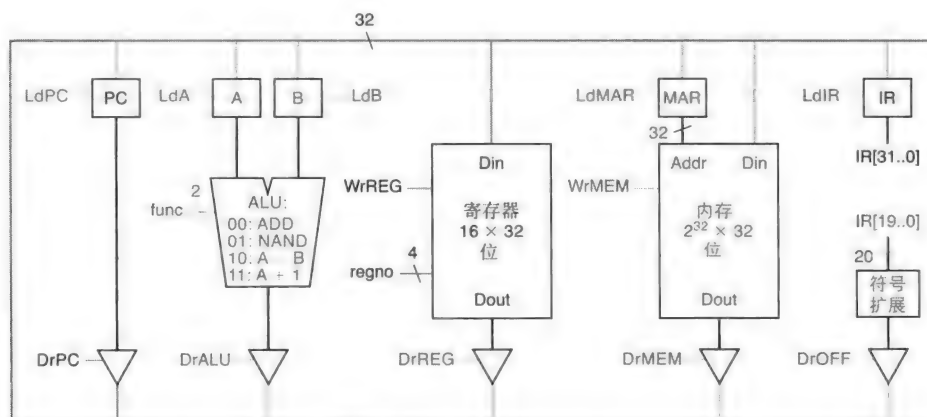 32
LdPC
PC
LdA
A
B
LdB
LdMAR
MAR
LdIR
IR
32
IR[31..0]
Din
Addr
Din
WrREG
WrMEM
2
func
ALU:
00: ADD
01: NAND
10: A B
11: A + 1
寄存器
16 × 32
位
内存
2³² × 32
位
IR[19..0]
4
regno
20
符号
扩展
Dout
Dout
DrPC
DrALU
DrREG
DrMEM
DrOFF